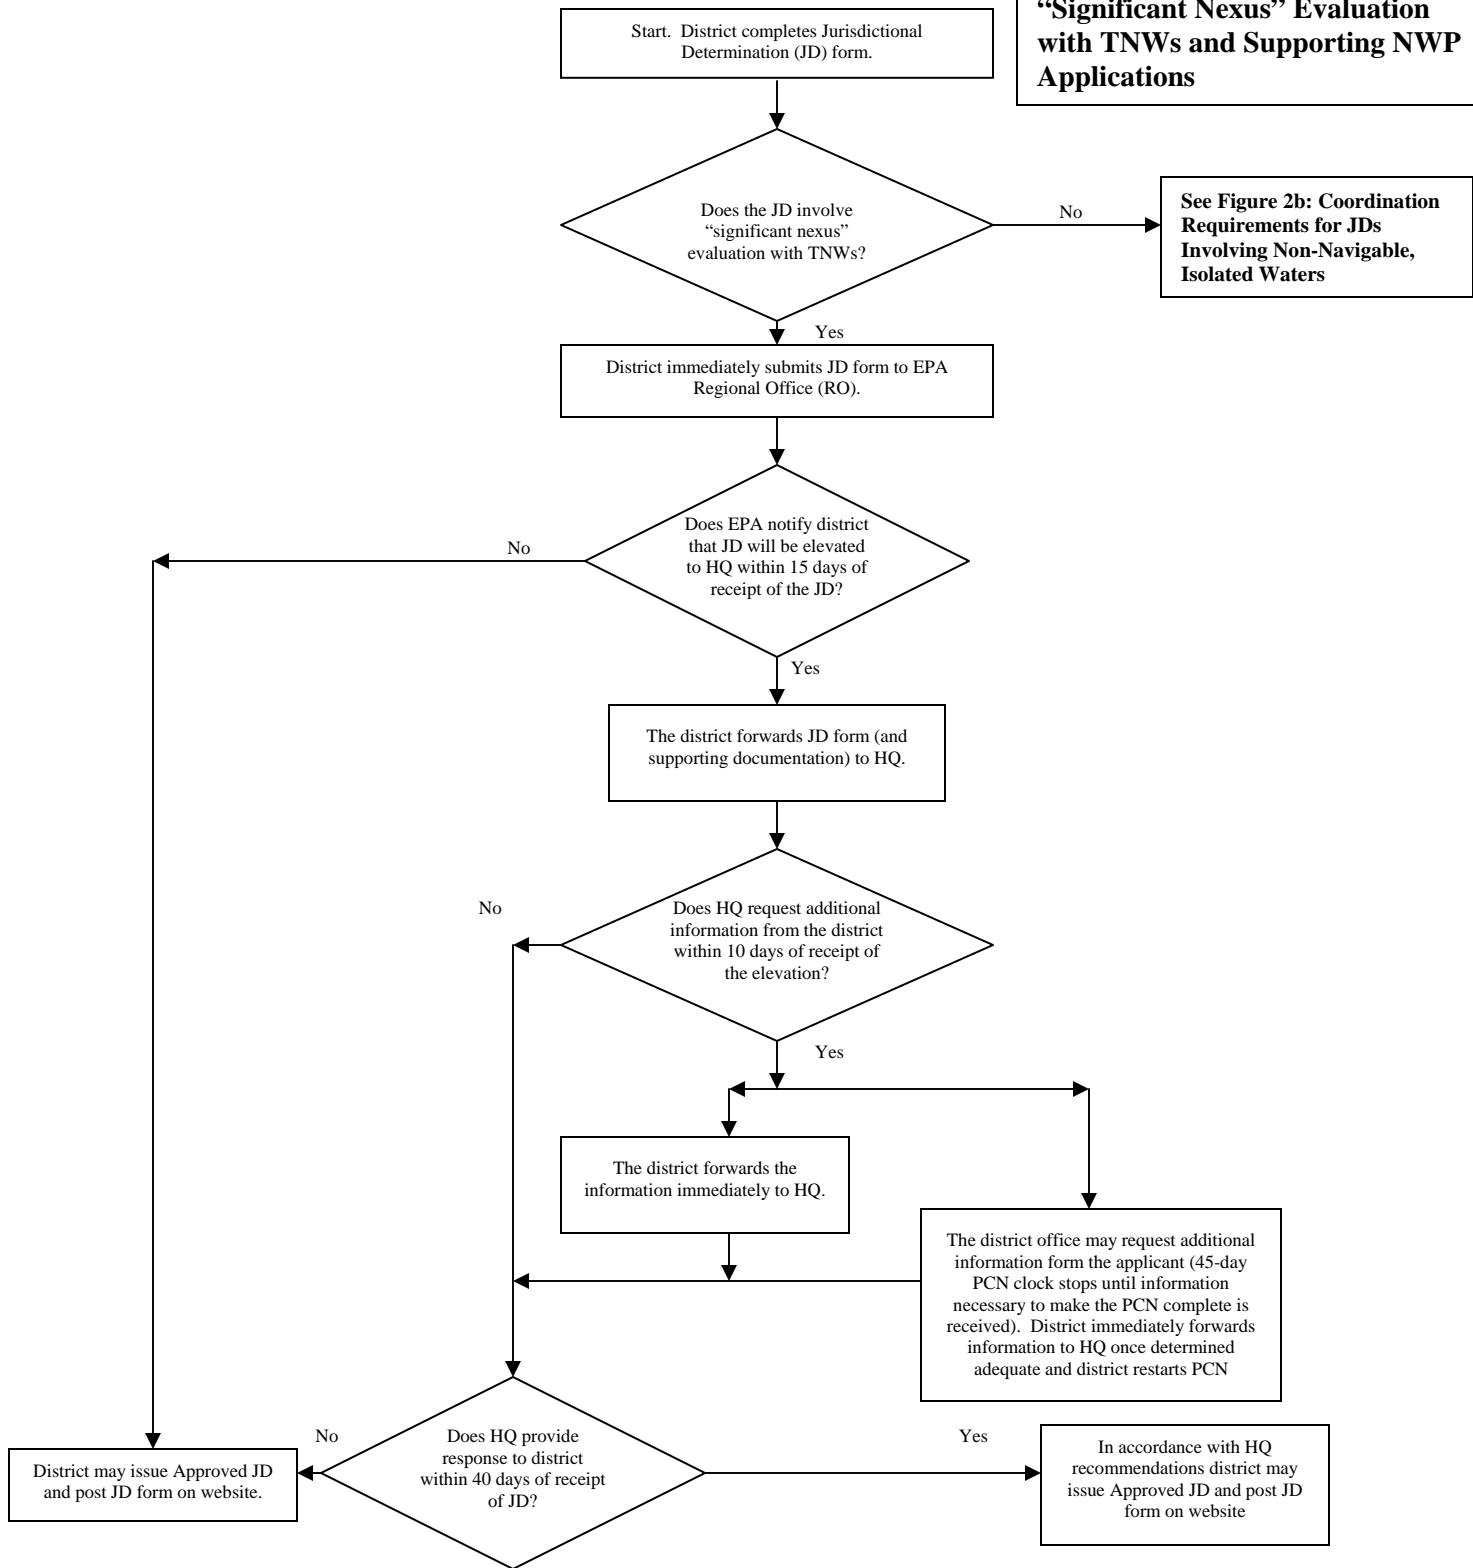 “Significant Nexus” Evaluation
with TNWs and Supporting NWP
Applications
Start. District completes Jurisdictional
Determination (JD) form.
Does the JD involve
“significant nexus”
evaluation with TNWs?
No
See Figure 2b: Coordination
Requirements for JDs
Involving Non-Navigable,
Isolated Waters
Yes
District immediately submits JD form to EPA
Regional Office (RO).
Does EPA notify district
that JD will be elevated
to HQ within 15 days of
receipt of the JD?
No
Yes
The district forwards JD form (and
supporting documentation) to HQ.
Does HQ request additional
information from the district
within 10 days of receipt of
the elevation?
No
Yes
The district forwards the
information immediately to HQ.
The district office may request additional
information form the applicant (45-day
PCN clock stops until information
necessary to make the PCN complete is
received). District immediately forwards
information to HQ once determined
adequate and district restarts PCN
Does HQ provide
response to district
within 40 days of receipt
of JD?
No
District may issue Approved JD
and post JD form on website.
Yes
In accordance with HQ
recommendations district may
issue Approved JD and post JD
form on website